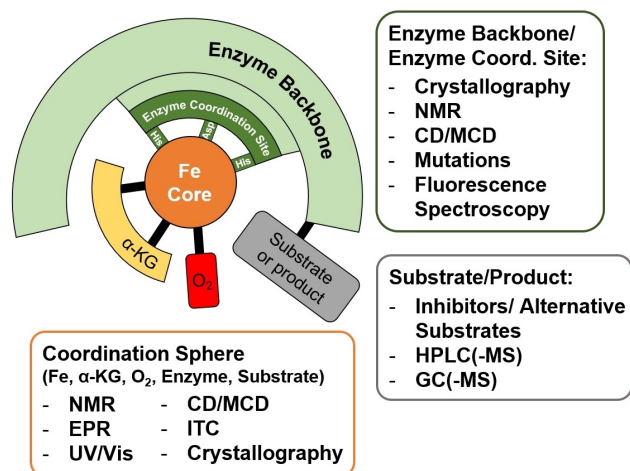 Enzyme Backbone
Enzyme Coordination Site
His
Asp
His
Fe
Core
α-KG
O₂
Substrate
or product
Enzyme Backbone/
Enzyme Coord. Site:
- Crystallography
- NMR
- CD/MCD
- Mutations
- Fluorescence
Spectroscopy
Substrate/Product:
- Inhibitors/ Alternative
Substrates
- HPLC(-MS)
- GC(-MS)
Coordination Sphere
(Fe, α-KG, O₂, Enzyme, Substrate)
- NMR - CD/MCD
- EPR - ITC
- UV/Vis - Crystallography